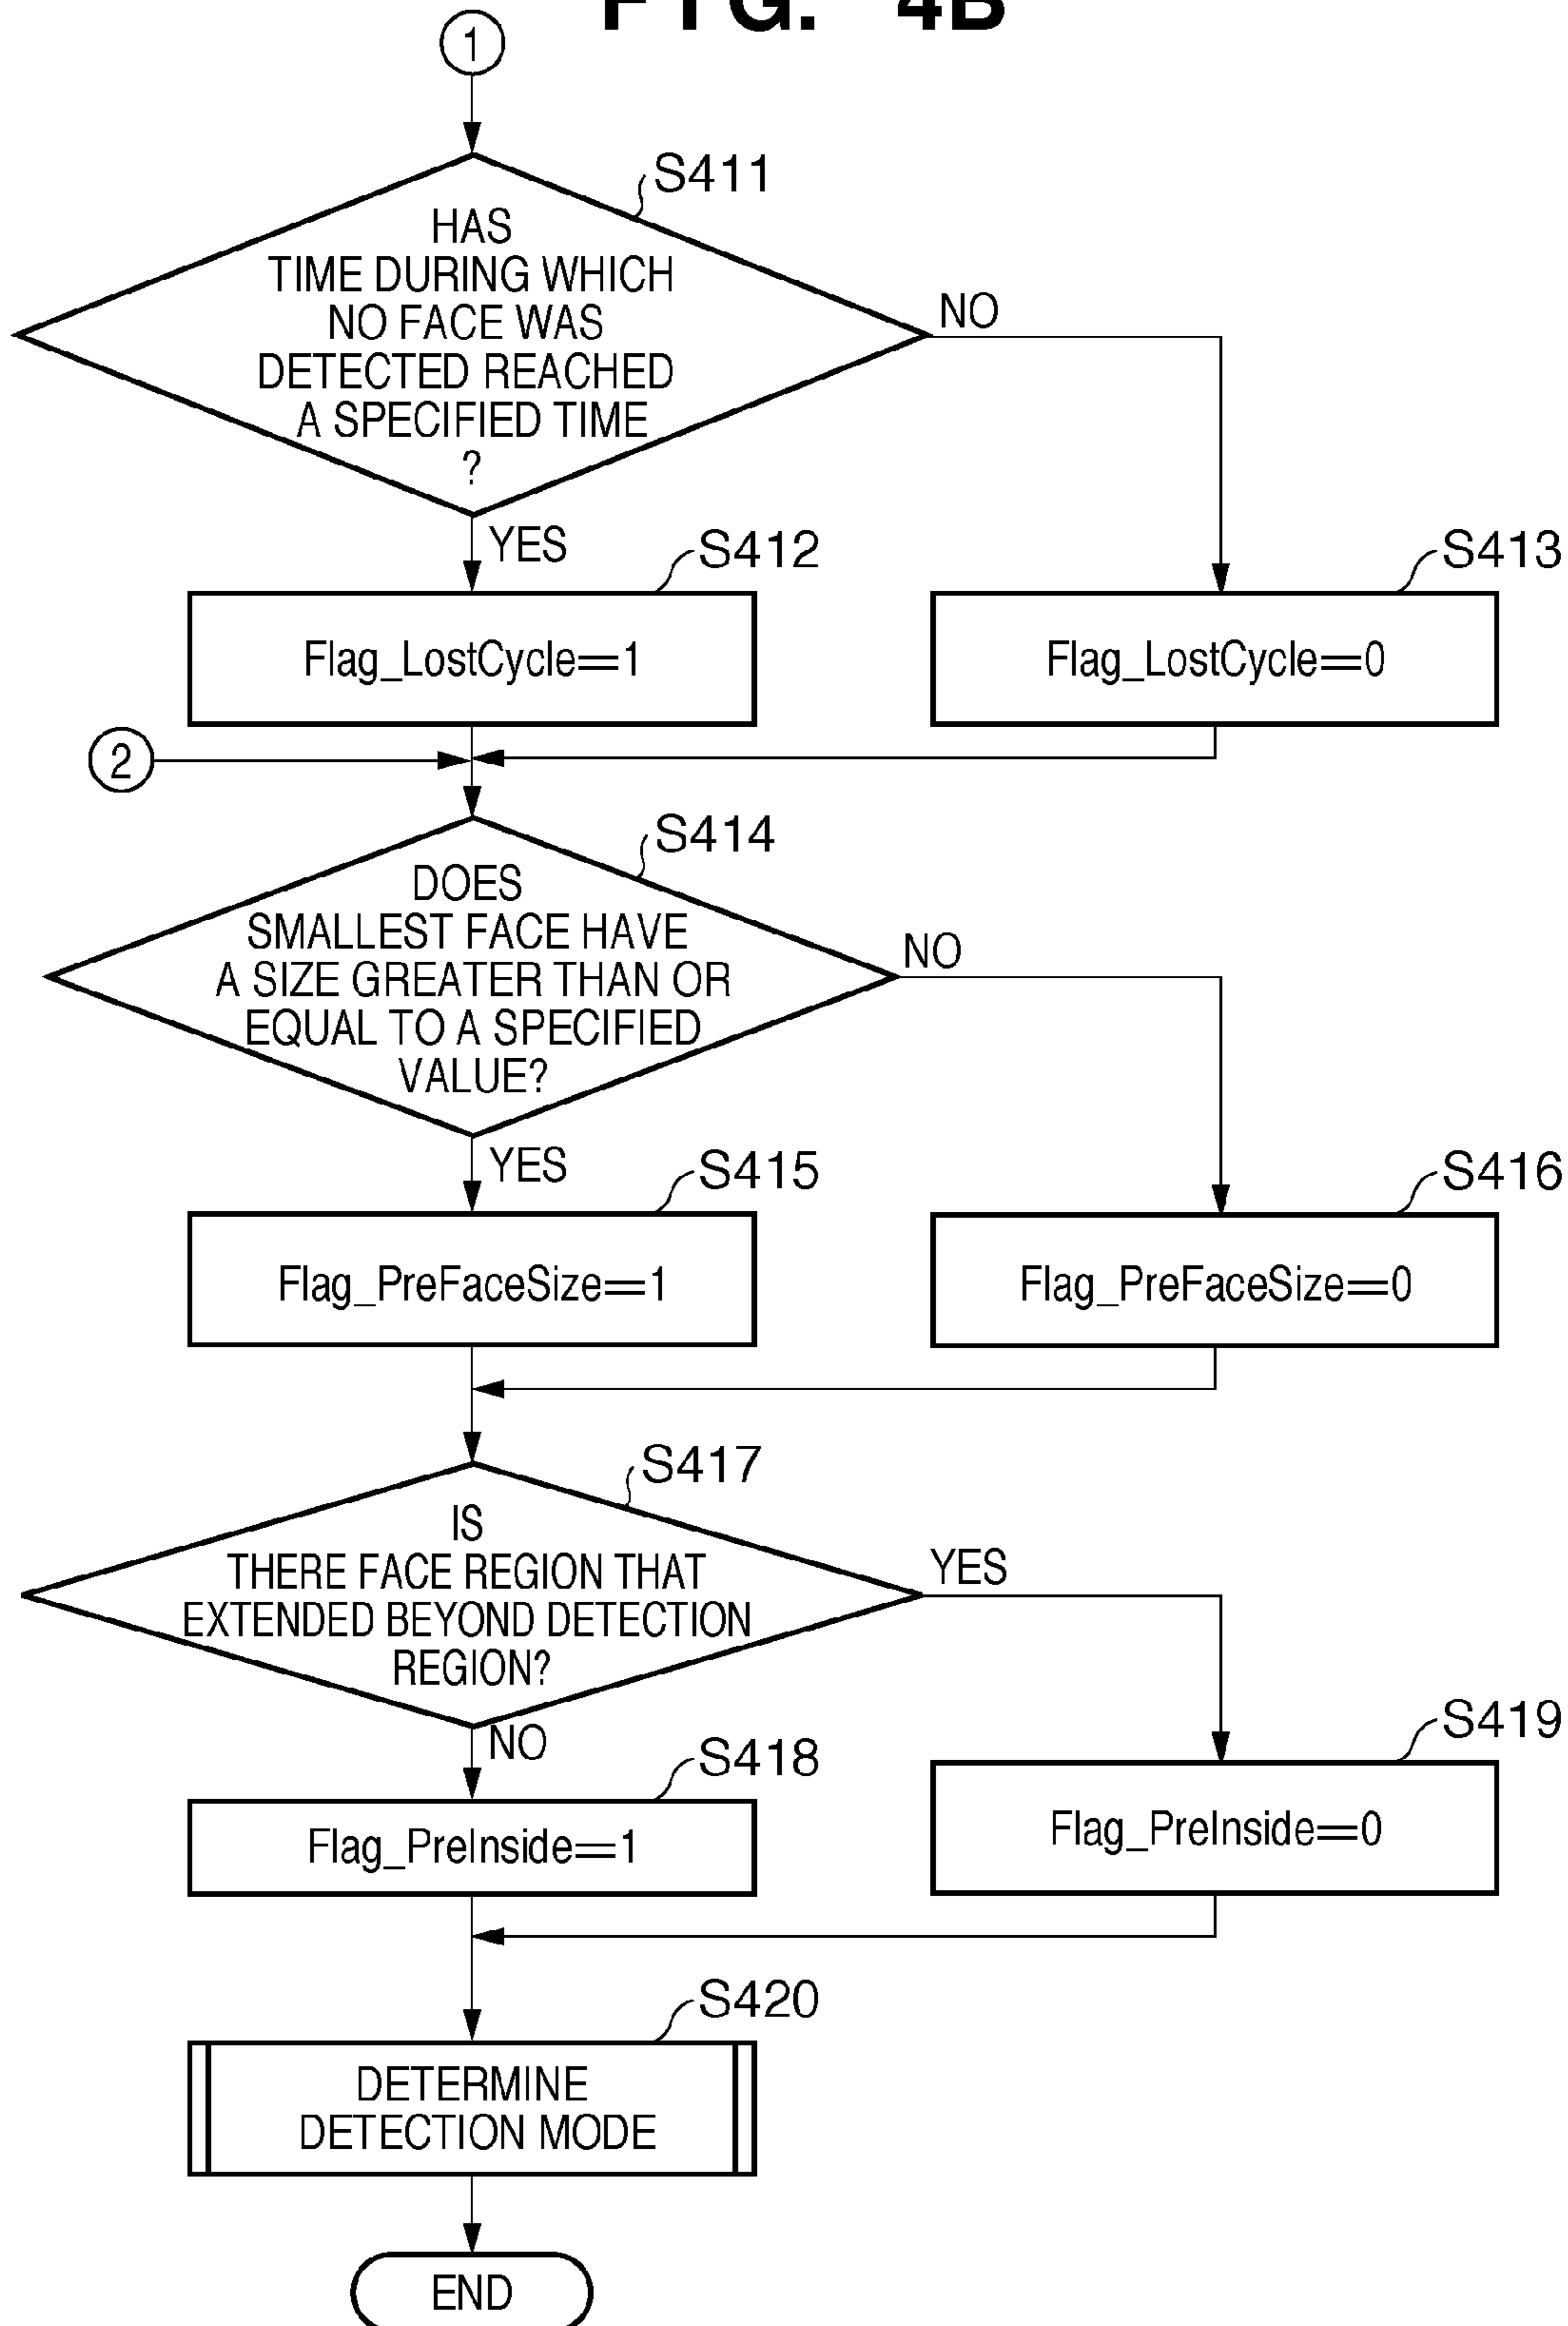 FIG. 4B
1
S411
HAS
TIME DURING WHICH
NO FACE WAS
DETECTED REACHED
A SPECIFIED TIME
?
NO
YES
S412
S413
Flag_LostCycle==1
Flag_LostCycle==0
2
S414
DOES
SMALLEST FACE HAVE
A SIZE GREATER THAN OR
EQUAL TO A SPECIFIED
VALUE?
NO
YES
S415
S416
Flag_PreFaceSize==1
Flag_PreFaceSize==0
S417
IS
THERE FACE REGION THAT
EXTENDED BEYOND DETECTION
REGION?
YES
NO
S418
S419
Flag_PreInside==1
Flag_PreInside==0
S420
DETERMINE
DETECTION MODE
END